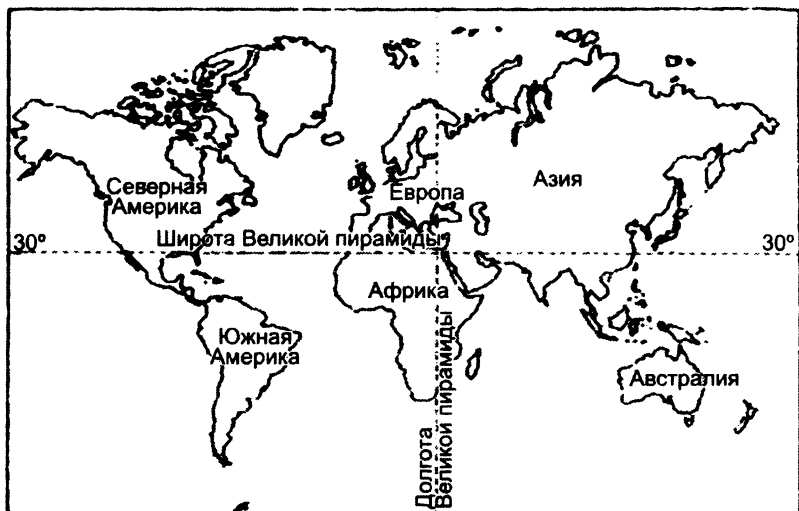 Северная
Америка
Европа
Азия
Широта Великой пирамиды
30°
30°
Африка
Южная
Америка
Австралия
Долгота
Великой пирамиды